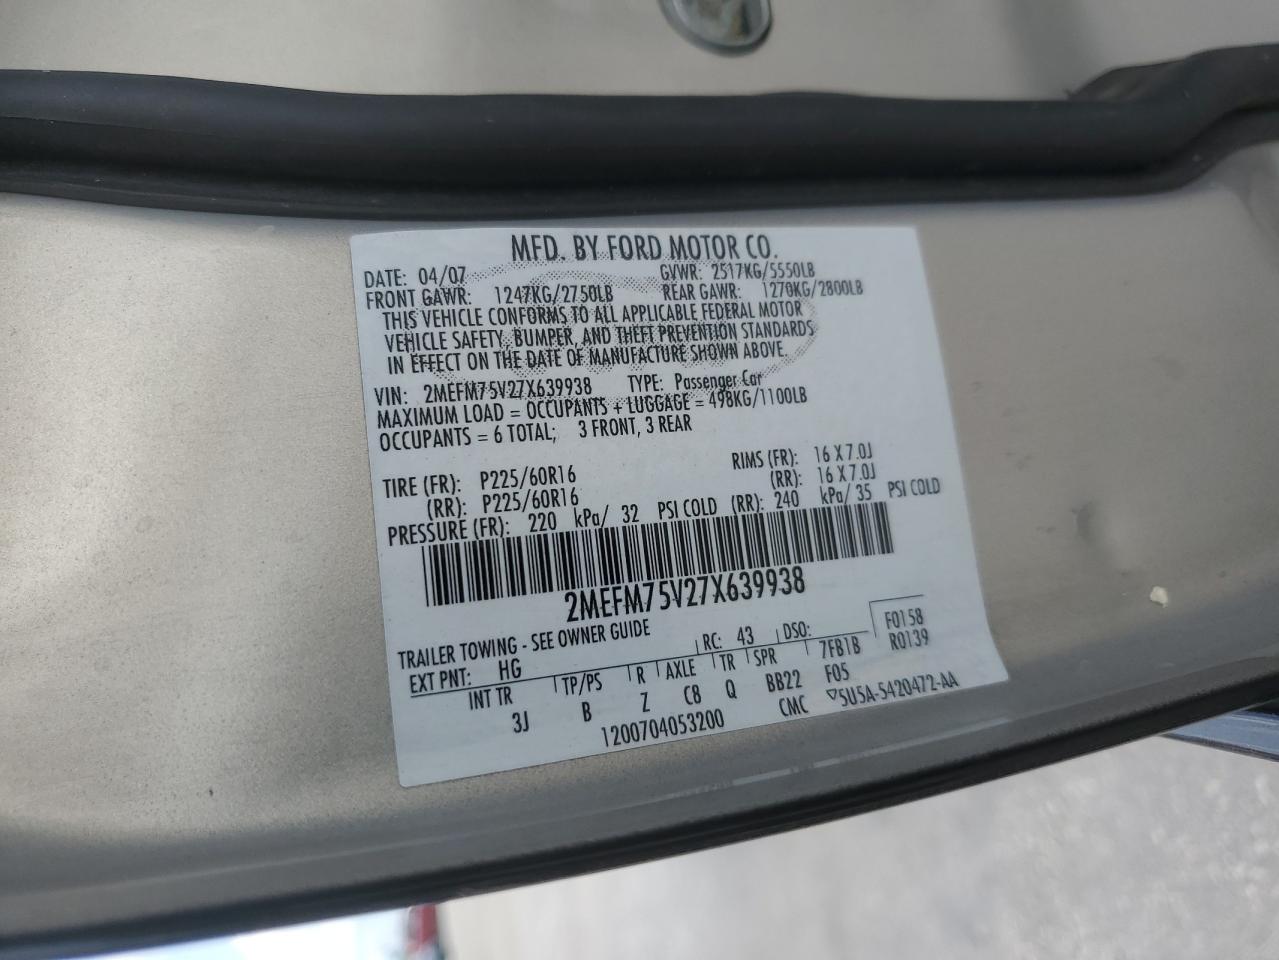 MFD. BY FORD MOTOR CO.
DATE: 04/07 GVWR: 2517KG/5550LB
FRONT GAWR: 1247KG/2750LB REAR GAWR: 1270KG/2800LB
THIS VEHICLE CONFORMS TO ALL APPLICABLE FEDERAL MOTOR
VEHICLE SAFETY, BUMPER, AND THEFT PREVENTION STANDARDS
IN EFFECT ON THE DATE OF MANUFACTURE SHOWN ABOVE.
VIN: 2MEFM75V27X639938 TYPE: Passenger Car
MAXIMUM LOAD = OCCUPANTS + LUGGAGE = 498KG/1100LB
OCCUPANTS = 6 TOTAL; 3 FRONT, 3 REAR
TIRE (FR): P225/60R16 RIMS (FR): 16 X 7.0J
(RR): P225/60R16 (RR): 16 X 7.0J
PRESSURE (FR): 220 kPa/ 32 PSI COLD (RR): 240 kPa/ 35 PSI COLD
2MEFM75V27X639938
TRAILER TOWING - SEE OWNER GUIDE F0158
EXT PNT: HG RC: 43 DSO: 7FB1B R0139
INT TR TP/PS R AXLE TR SPR F05
3J B Z C8 Q BB22
1200704053200 CMC ▽5U5A-5420472-AA